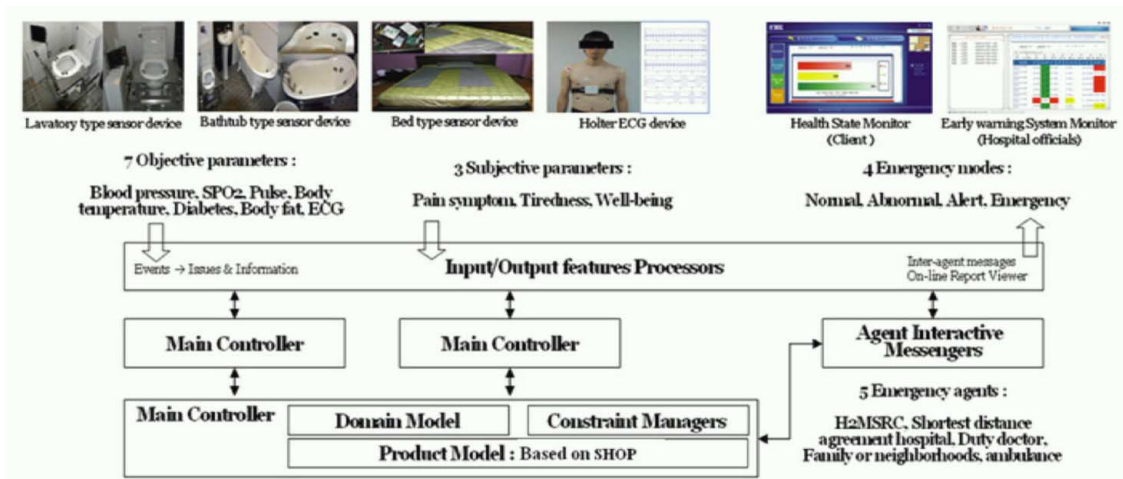 Lavatory type sensor device
Bathtub type sensor device
Bed type sensor device
Holter ECG device
Health State Monitor
(Client )
Early warning System Monitor
(Hospital officials)
7 Objective parameters :
Blood pressure, SPO2, Pulse, Body
temperature, Diabetes, Body fat, ECG
3 Subjective parameters :
Pain symptom, Tiredness, Well-being
4 Emergency modes :
Normal, Abnormal, Alert, Emergency
Events → Issues & Information
Input/Output features Processors
Inter-agent messages
On-line Report Viewer
Main Controller
Main Controller
Agent Interactive
Messengers
Main Controller
Domain Model
Constraint Managers
Product Model : Based on SHOP
5 Emergency agents :
H2MSRC, Shortest distance
agreement hospital, Duty doctor,
Family or neighborhoods, ambulance